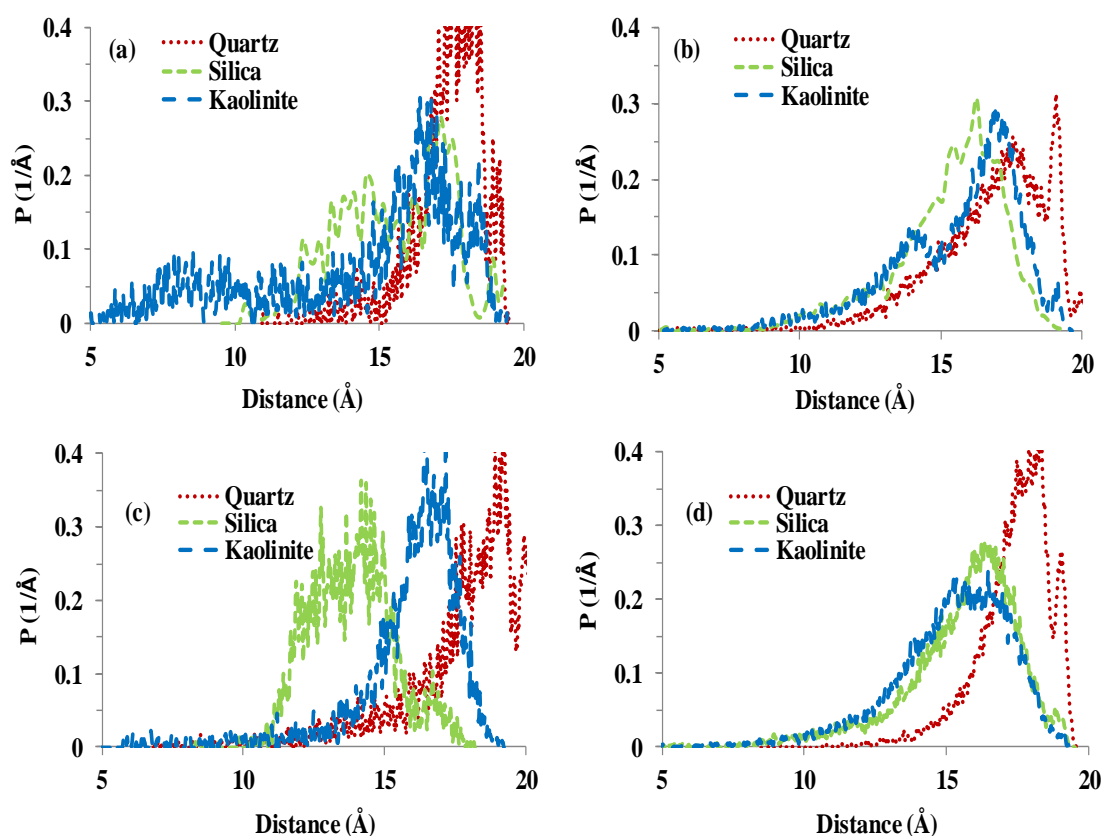 (a)
Quartz
Silica
Kaolinite
0.4
0.3
0.2
0.1
0
P (1/Å)
5 10 15 20
Distance (Å)
(b)
Quartz
Silica
Kaolinite
0.4
0.3
0.2
0.1
0
P (1/Å)
5 10 15 20
Distance (Å)
(c)
Quartz
Silica
Kaolinite
0.4
0.3
0.2
0.1
0
P (1/Å)
5 10 15 20
Distance (Å)
(d)
Quartz
Silica
Kaolinite
0.4
0.3
0.2
0.1
0
P (1/Å)
5 10 15 20
Distance (Å)